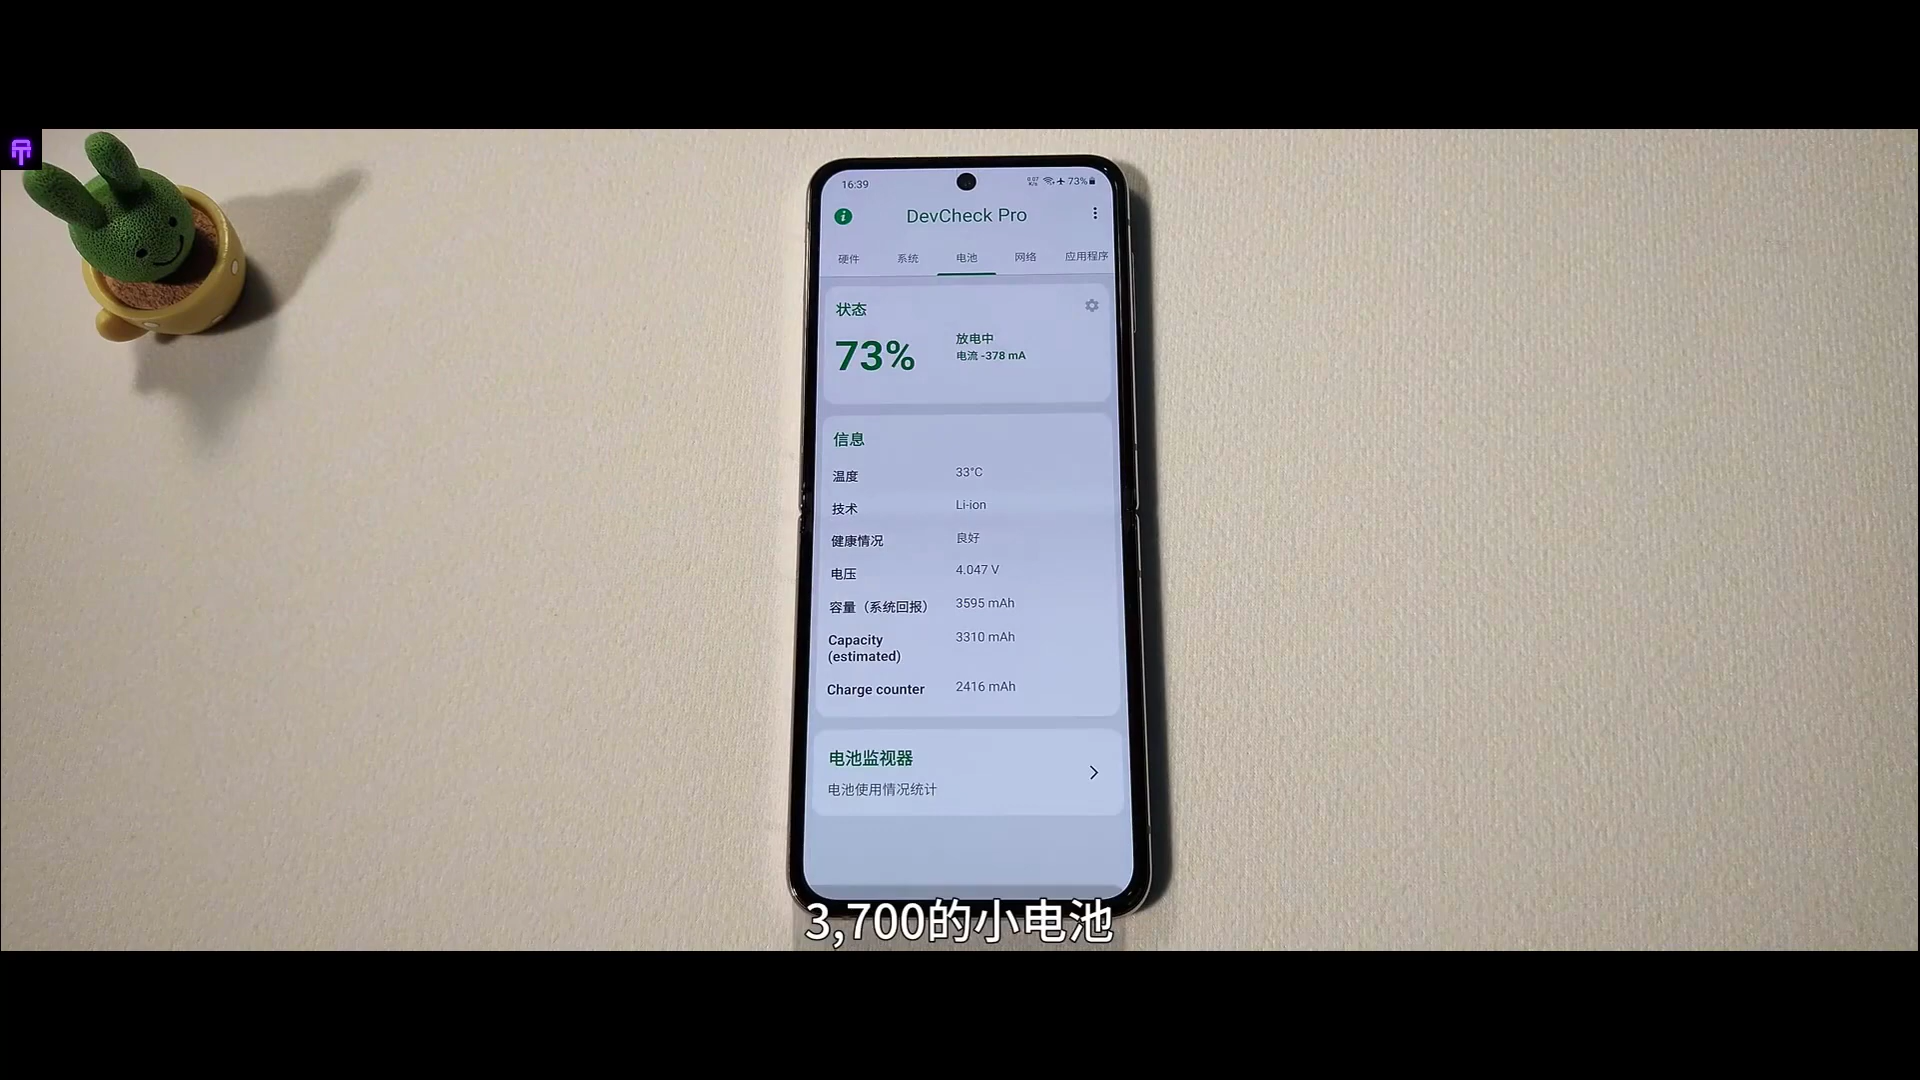 16:39
0.07
K/s
73%
DevCheck Pro
硬件 系统 电池 网络 应用程序
状态
73%
放电中
电流 -378 mA
信息
温度 33°C
技术 Li-ion
健康情况 良好
电压 4.047 V
容量（系统回报） 3595 mAh
Capacity (estimated) 3310 mAh
Charge counter 2416 mAh
电池监视器
电池使用情况统计
3,700的小电池